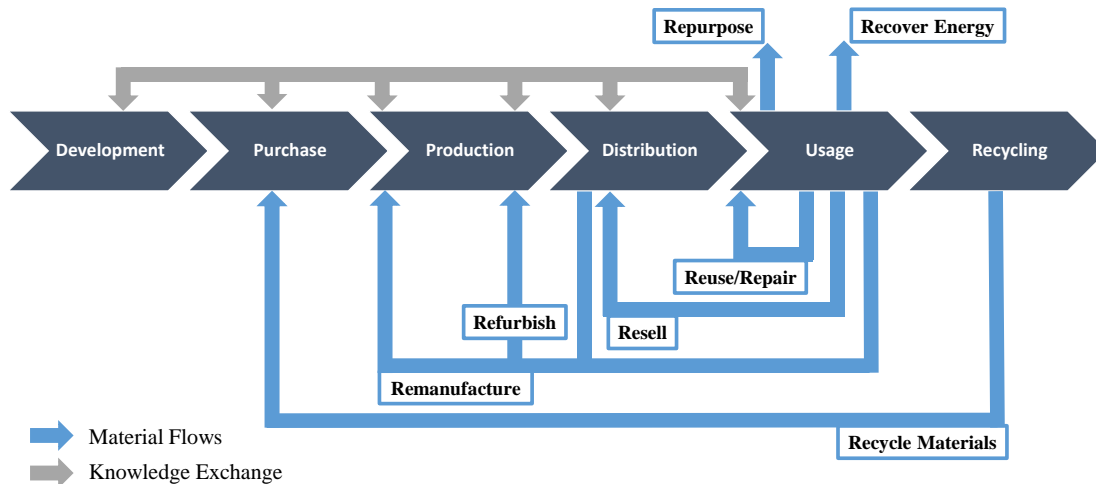 Repurpose
Recover Energy
Development
Purchase
Production
Distribution
Usage
Recycling
Reuse/Repair
Refurbish
Resell
Remanufacture
Recycle Materials
Material Flows
Knowledge Exchange